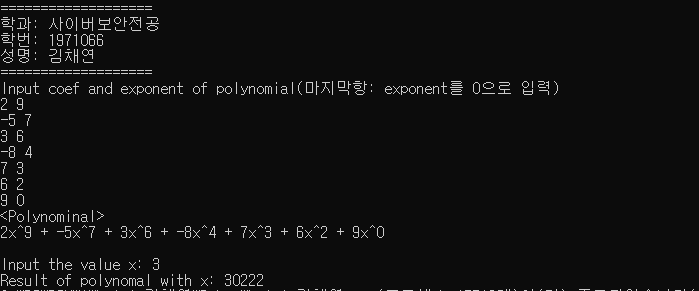 ===================
학과: 사이버보안전공
학번: 1971066
성명: 김채연
===================
Input coef and exponent of polynomial(마지막항: exponent를 0으로 입력)
2 9
-5 7
3 6
-8 4
7 3
6 2
9 0
<Polynominal>
2x^9 + -5x^7 + 3x^6 + -8x^4 + 7x^3 + 6x^2 + 9x^0
Input the value x: 3
Result of polynomal with x: 30222